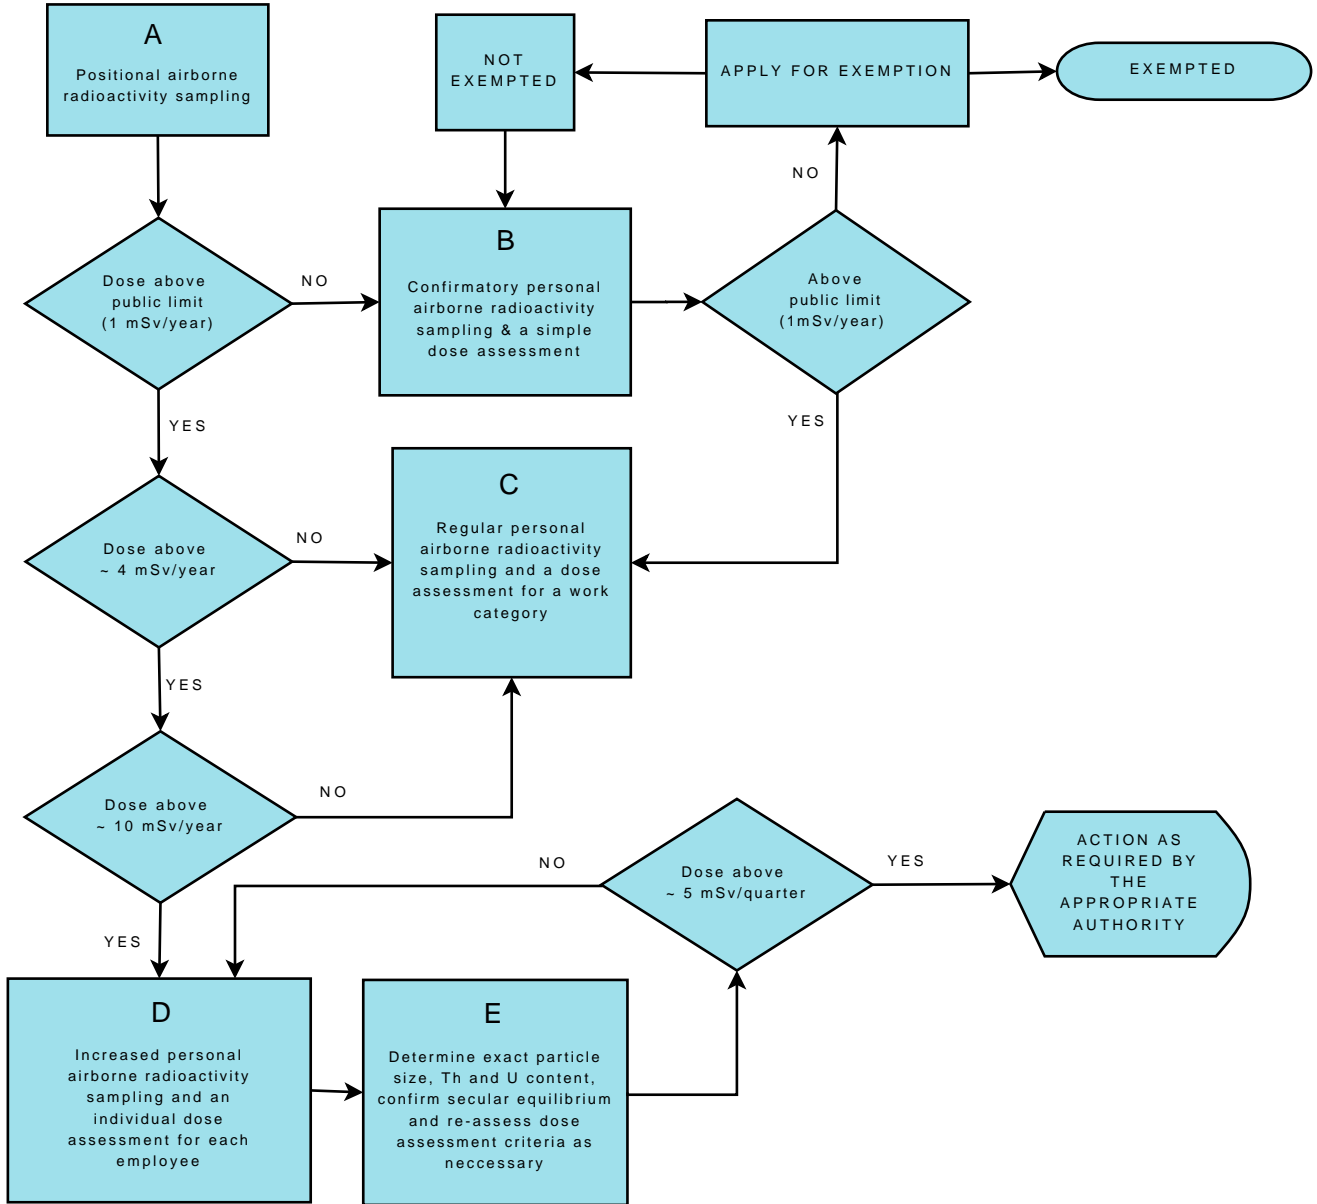 A
Positional airborne
radioactivity sampling
NOT
EXEMPTED
APPLY FOR EXEMPTION
EXEMPTED
NO
Dose above
public limit
(1 mSv/year)
NO
B
Confirmatory personal
airborne radioactivity
sampling & a simple
dose assessment
Above
public limit
(1mSv/year)
YES
YES
C
Regular personal
airborne radioactivity
sampling and a dose
assessment for a work
category
Dose above
~ 4 mSv/year
NO
YES
Dose above
~ 10 mSv/year
NO
YES
NO
Dose above
~ 5 mSv/quarter
YES
ACTION AS
REQUIRED BY
THE
APPROPRIATE
AUTHORITY
D
Increased personal
airborne radioactivity
sampling and an
individual dose
assessment for each
employee
E
Determine exact particle
size, Th and U content,
confirm secular equilibrium
and re-assess dose
assessment criteria as
neccessary